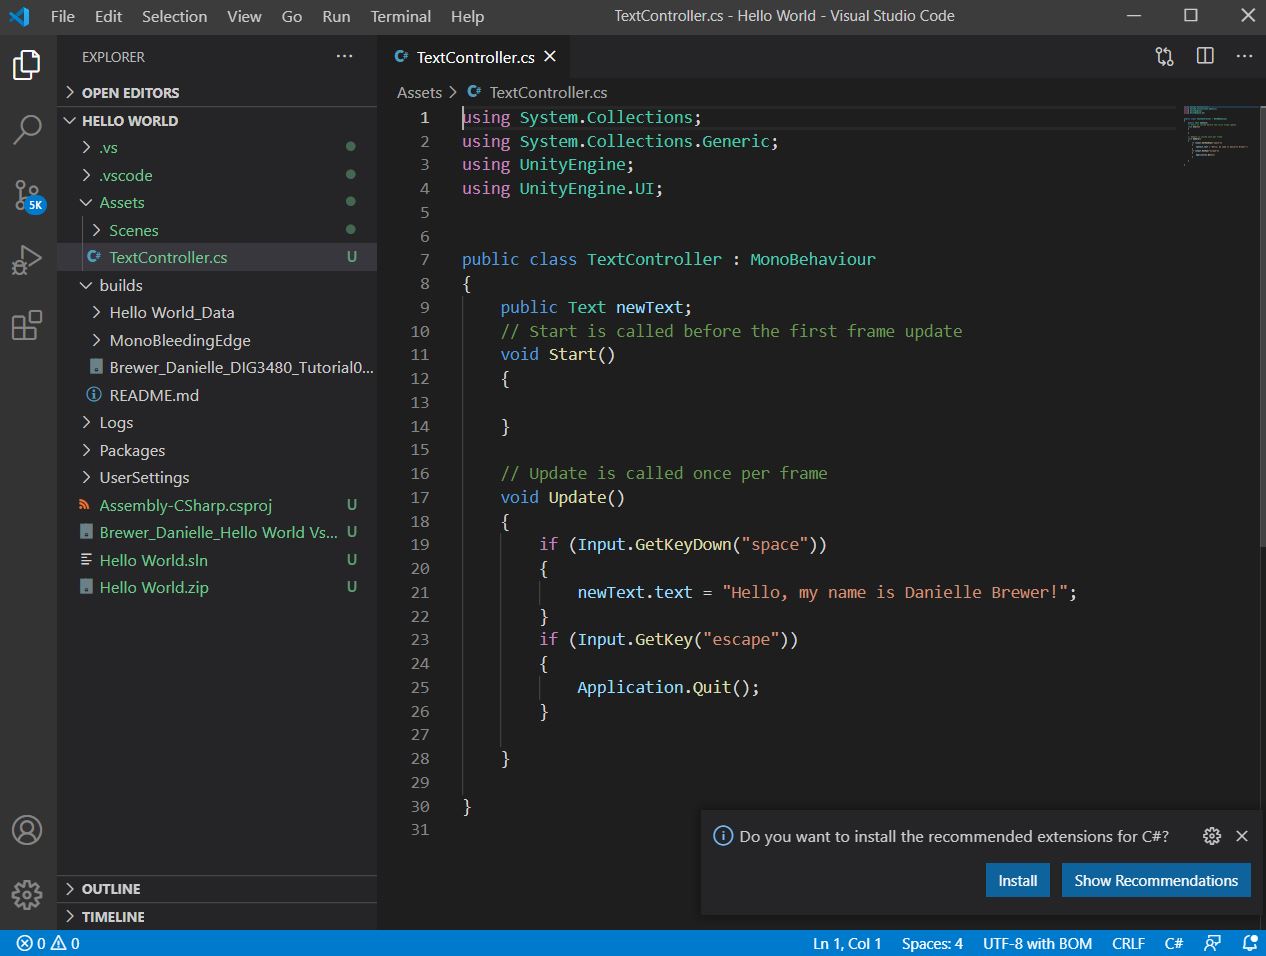 File Edit Selection View Go Run Terminal Help TextController.cs - Hello World - Visual Studio Code
EXPLORER
OPEN EDITORS
HELLO WORLD
.vs
.vscode
Assets
Scenes
C# TextController.cs U
builds
Hello World_Data
MonoBleedingEdge
Brewer_Danielle_DIG3480_Tutorial0...
README.md
Logs
Packages
UserSettings
Assembly-CSharp.csproj U
Brewer_Danielle_Hello World Vs... U
Hello World.sln U
Hello World.zip U
OUTLINE
TIMELINE
5K
C# TextController.cs
Assets > C# TextController.cs
1 using System.Collections;
2 using System.Collections.Generic;
3 using UnityEngine;
4 using UnityEngine.UI;
5
6
7 public class TextController : MonoBehaviour
8 {
9 public Text newText;
10 // Start is called before the first frame update
11 void Start()
12 {
13
14 }
15
16 // Update is called once per frame
17 void Update()
18 {
19 if (Input.GetKeyDown("space"))
20 {
21 newText.text = "Hello, my name is Danielle Brewer!";
22 }
23 if (Input.GetKey("escape"))
24 {
25 Application.Quit();
26 }
27
28 }
29
30 }
31
Do you want to install the recommended extensions for C#?
Install Show Recommendations
0 0 Ln 1, Col 1 Spaces: 4 UTF-8 with BOM CRLF C#